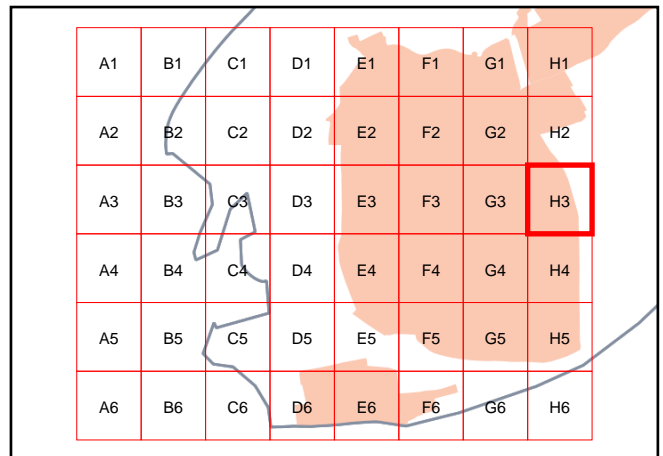 A1 B1 C1 D1 E1 F1 G1 H1
A2 B2 C2 D2 E2 F2 G2 H2
A3 B3 C3 D3 E3 F3 G3 H3
A4 B4 C4 D4 E4 F4 G4 H4
A5 B5 C5 D5 E5 F5 G5 H5
A6 B6 C6 D6 E6 F6 G6 H6